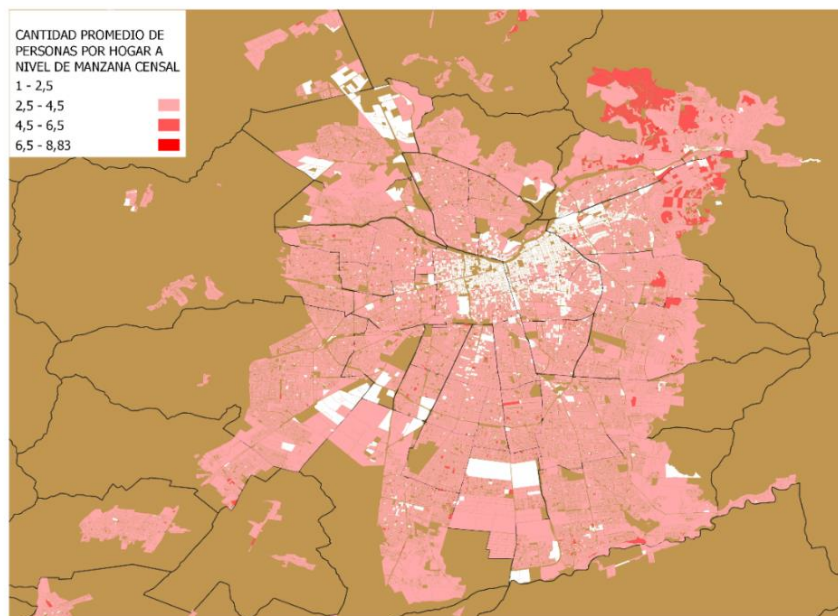 CANTIDAD PROMEDIO DE
PERSONAS POR HOGAR A
NIVEL DE MANZANA CENSAL
1 - 2,5
2,5 - 4,5
4,5 - 6,5
6,5 - 8,83